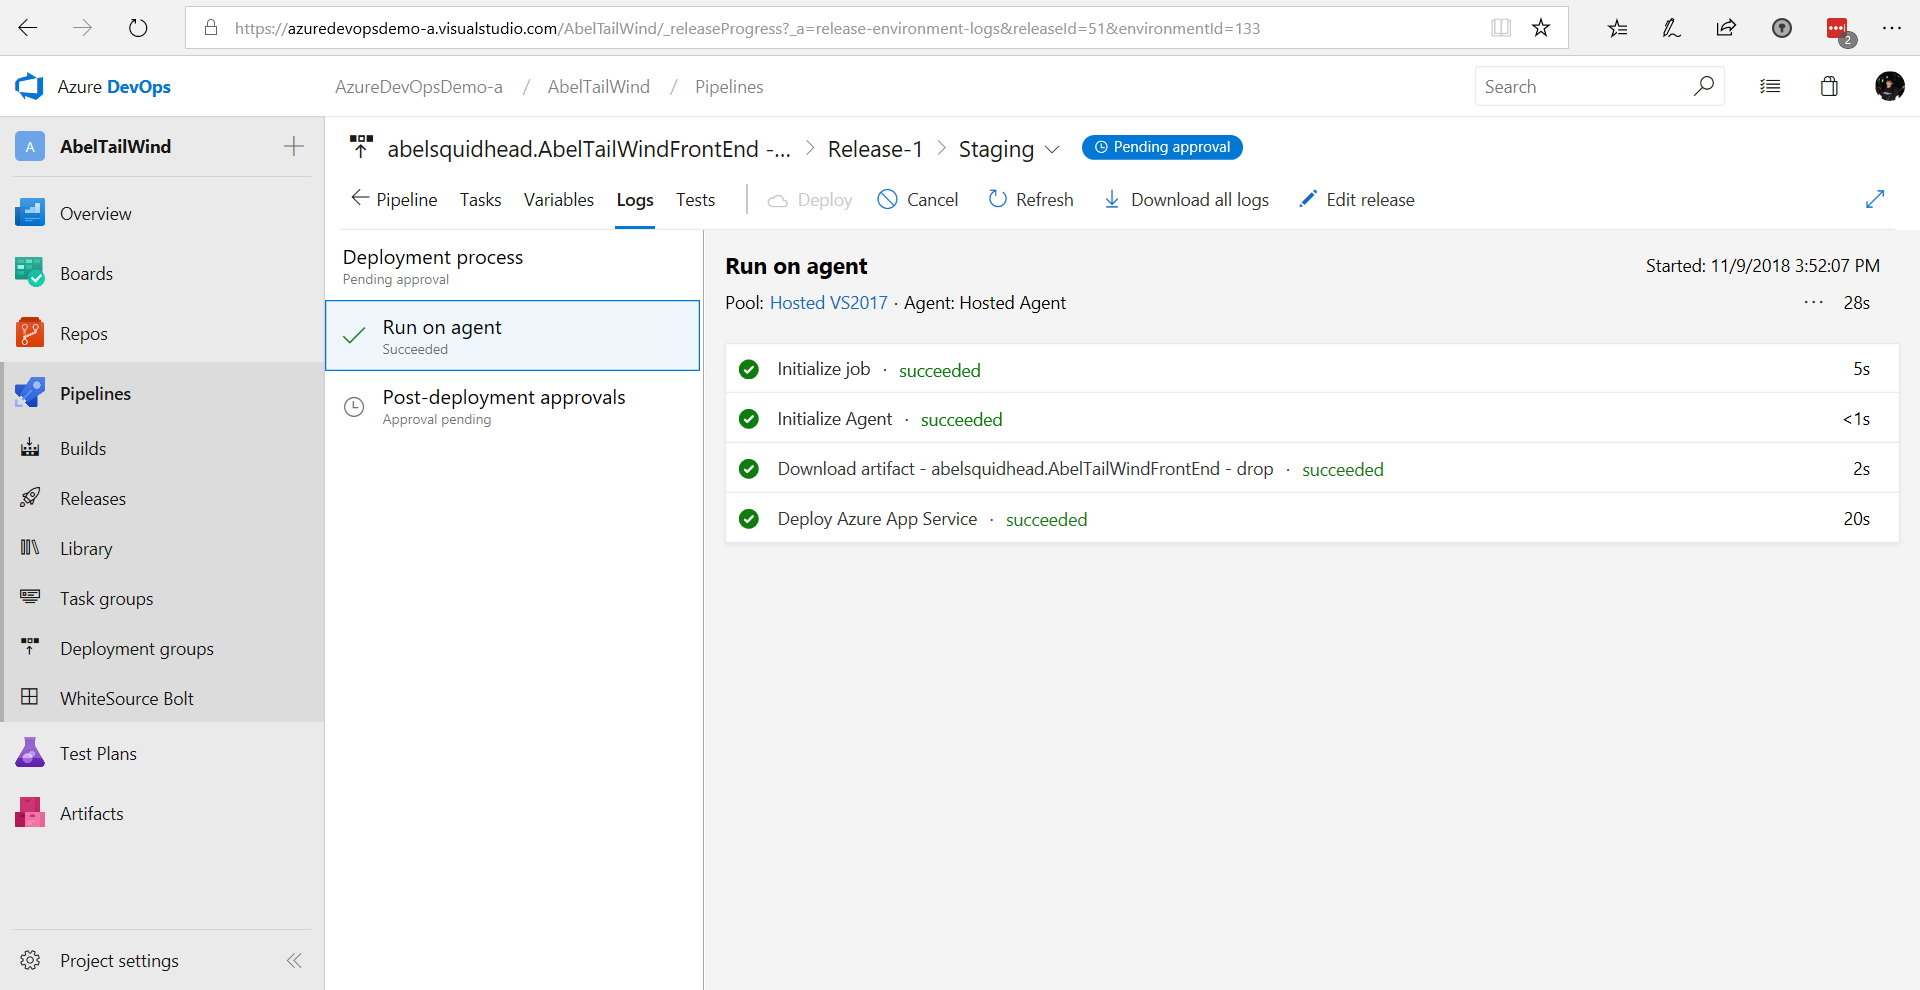 https://azuredevopsdemo-a.visualstudio.com/AbelTailWind/_releaseProgress?_a=release-environment-logs&releaseId=51&environmentId=133
2
Azure DevOps
AzureDevOpsDemo-a / AbelTailWind / Pipelines
Search
A AbelTailWind
Overview
Boards
Repos
Pipelines
Builds
Releases
Library
Task groups
Deployment groups
WhiteSource Bolt
Test Plans
Artifacts
Project settings
abelsquidhead.AbelTailWindFrontEnd -... > Release-1 > Staging
Pending approval
Pipeline Tasks Variables Logs Tests Deploy Cancel Refresh Download all logs Edit release
Deployment process
Pending approval
Run on agent
Succeeded
Post-deployment approvals
Approval pending
Run on agent
Started: 11/9/2018 3:52:07 PM
Pool: Hosted VS2017 · Agent: Hosted Agent
··· 28s
Initialize job · succeeded 5s
Initialize Agent · succeeded <1s
Download artifact - abelsquidhead.AbelTailWindFrontEnd - drop · succeeded 2s
Deploy Azure App Service · succeeded 20s